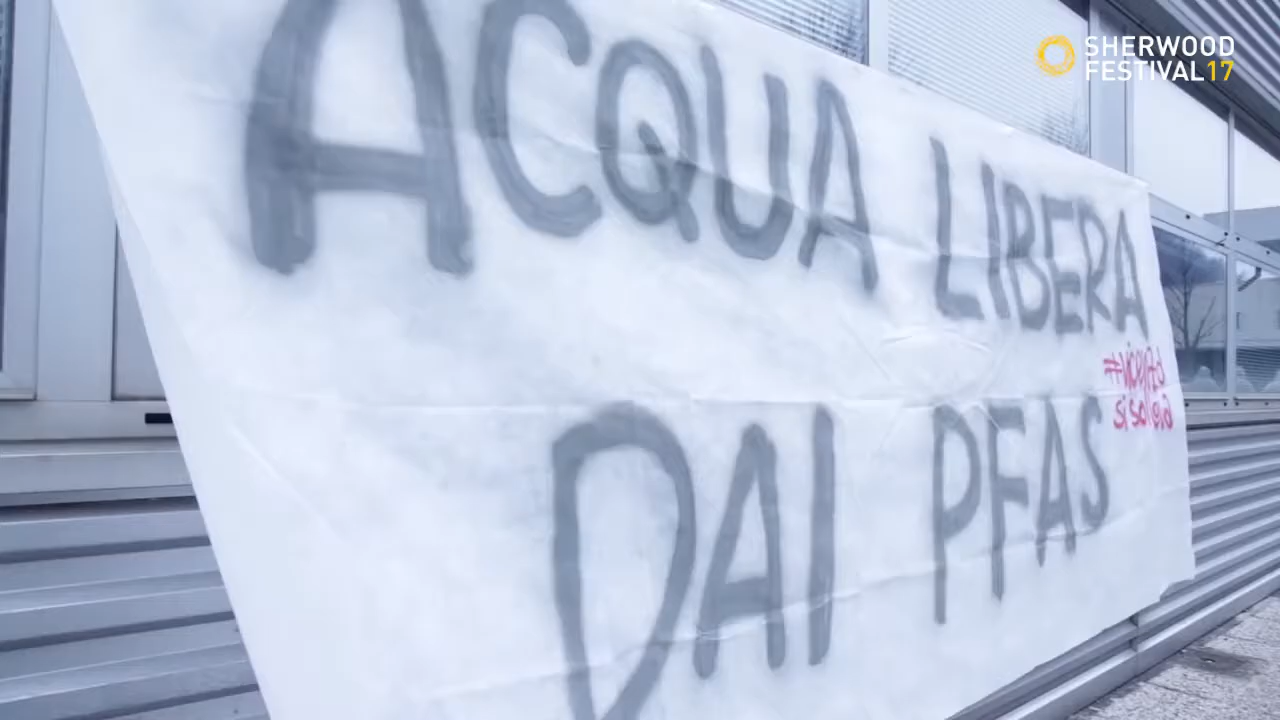 SHERWOOD
FESTIVAL17
ACQUA LIBERA
DAI PFAS
#vicenza
si solleva